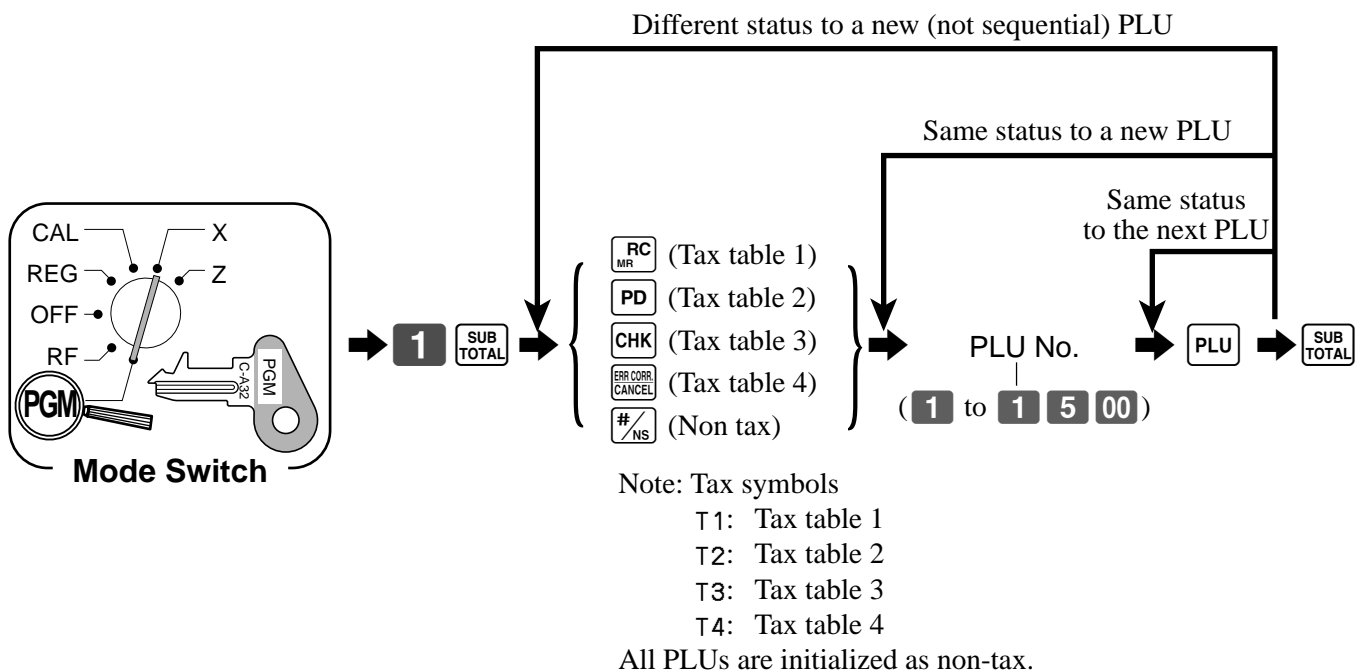 Different status to a new (not sequential) PLU
Same status to a new PLU
Same status
to the next PLU
CAL
X
REG
Z
OFF
RF
PGM
PGM
C-A32
Mode Switch
1 SUB TOTAL
RC MR (Tax table 1)
PD (Tax table 2)
CHK (Tax table 3)
ERR CORR. CANCEL (Tax table 4)
#/NS (Non tax)
PLU No.
(1 to 1 5 00)
PLU
SUB TOTAL
Note: Tax symbols
T1: Tax table 1
T2: Tax table 2
T3: Tax table 3
T4: Tax table 4
All PLUs are initialized as non-tax.